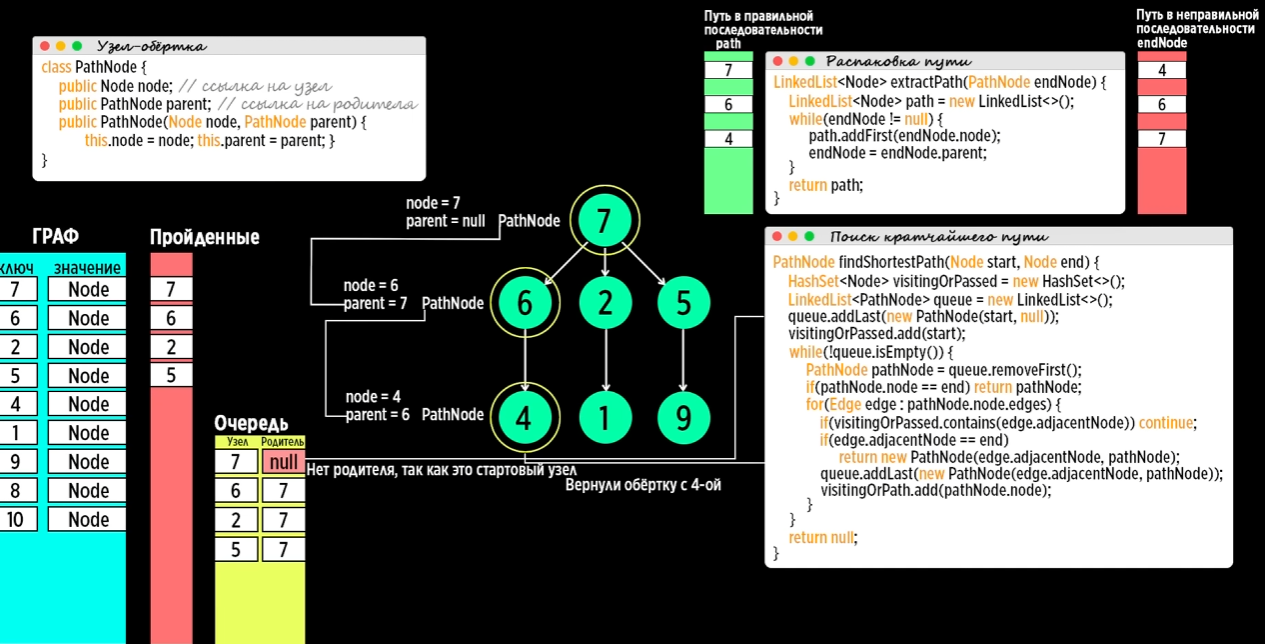 Узел-обёртка
class PathNode {
public Node node; // ссылка на узел
public PathNode parent; // ссылка на родителя
public PathNode(Node node, PathNode parent) {
this.node = node; this.parent = parent; }
}
Путь в правильной
последовательности
path
7
6
4
Распаковка пути
LinkedList<Node> extractPath(PathNode endNode) {
LinkedList<Node> path = new LinkedList<>();
while(endNode != null) {
path.addFirst(endNode.node);
endNode = endNode.parent;
}
return path;
}
Путь в неправильной
последовательности
endNode
4
6
7
ГРАФ
ключ значение
7 Node
6 Node
2 Node
5 Node
4 Node
1 Node
9 Node
8 Node
10 Node
Пройденные
7
6
2
5
Очередь
Узел Родитель
7 null
6 7
2 7
5 7
Нет родителя, так как это стартовый узел
node = 7
parent = null PathNode
7
node = 6
parent = 7 PathNode
6 2 5
node = 4
parent = 6 PathNode
4 1 9
Вернули обёртку с 4-ой
Поиск кратчайшего пути
PathNode findShortestPath(Node start, Node end) {
HashSet<Node> visitingOrPassed = new HashSet<>();
LinkedList<PathNode> queue = new LinkedList<>();
queue.addLast(new PathNode(start, null));
visitingOrPassed.add(start);
while(!queue.isEmpty()) {
PathNode pathNode = queue.removeFirst();
if(pathNode.node == end) return pathNode;
for(Edge edge : pathNode.node.edges) {
if(visitingOrPassed.contains(edge.adjacentNode)) continue;
if(edge.adjacentNode == end)
return new PathNode(edge.adjacentNode, pathNode);
queue.addLast(new PathNode(edge.adjacentNode, pathNode));
visitingOrPath.add(pathNode.node);
}
}
return null;
}